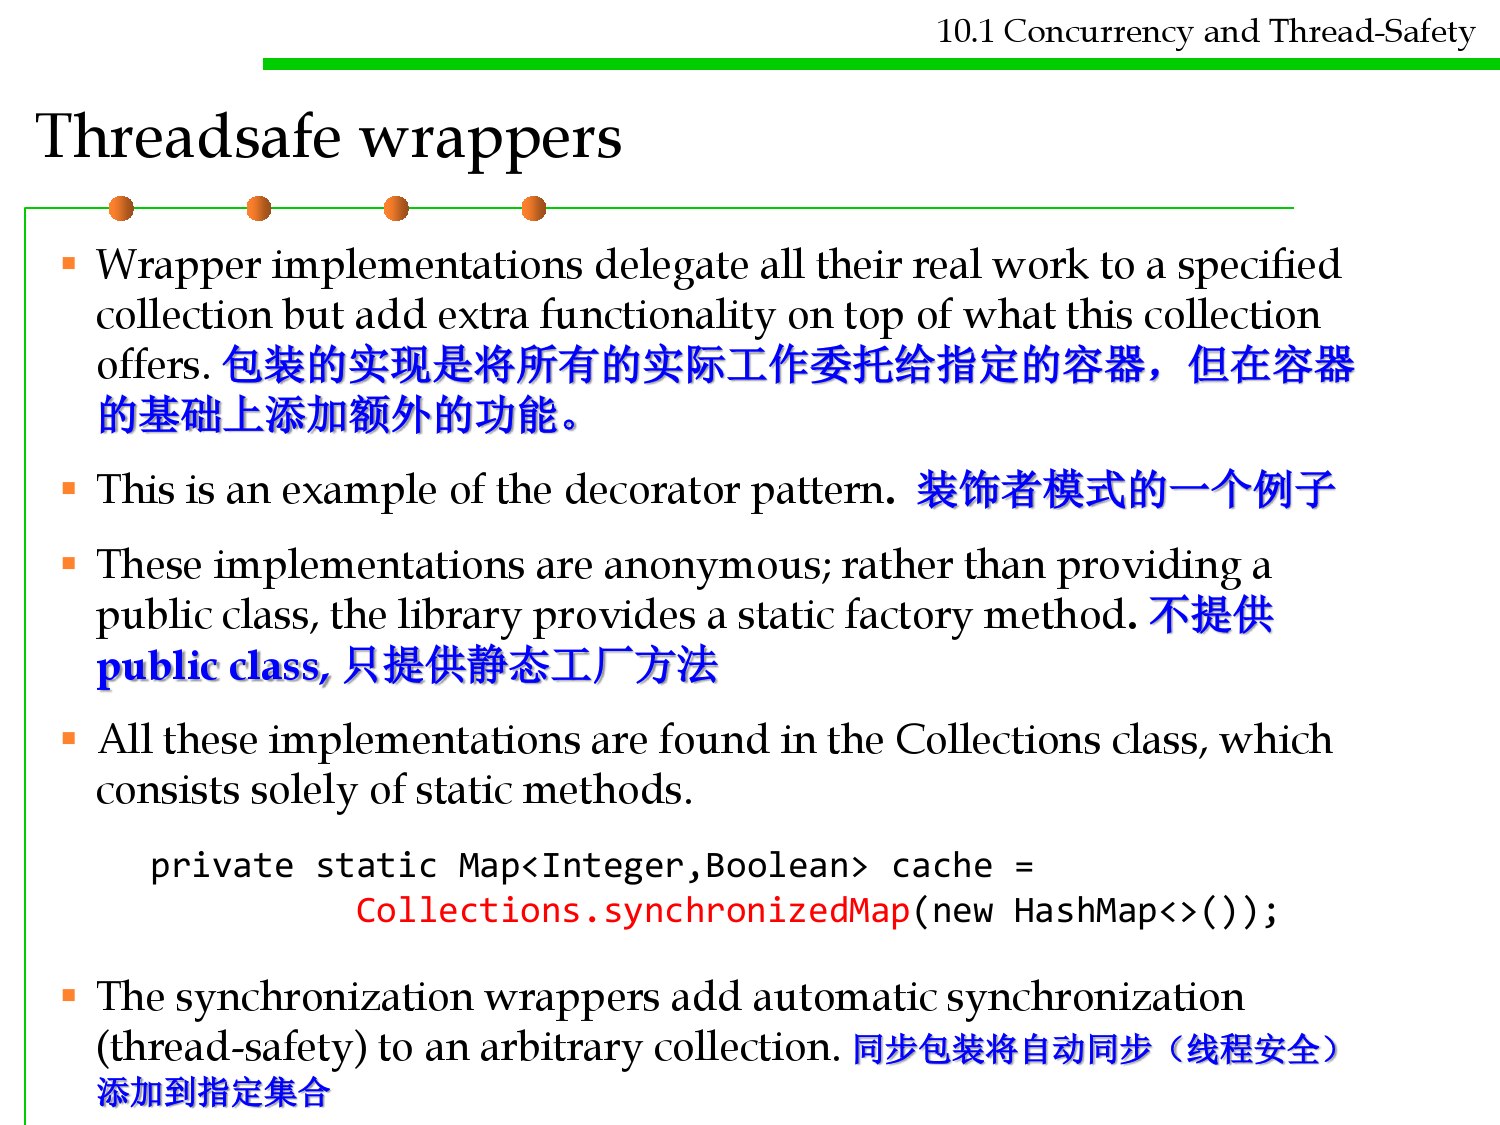 10.1 Concurrency and Thread-Safety
Threadsafe wrappers
▪ Wrapper implementations delegate all their real work to a specified
collection but add extra functionality on top of what this collection
offers. 包装的实现是将所有的实际工作委托给指定的容器，但在容器
的基础上添加额外的功能。
▪ This is an example of the decorator pattern. 装饰者模式的一个例子
▪ These implementations are anonymous; rather than providing a
public class, the library provides a static factory method. 不提供
public class, 只提供静态工厂方法
▪ All these implementations are found in the Collections class, which
consists solely of static methods.
private static Map<Integer,Boolean> cache =
Collections.synchronizedMap(new HashMap<>());
▪ The synchronization wrappers add automatic synchronization
(thread-safety) to an arbitrary collection. 同步包装将自动同步（线程安全）
添加到指定集合